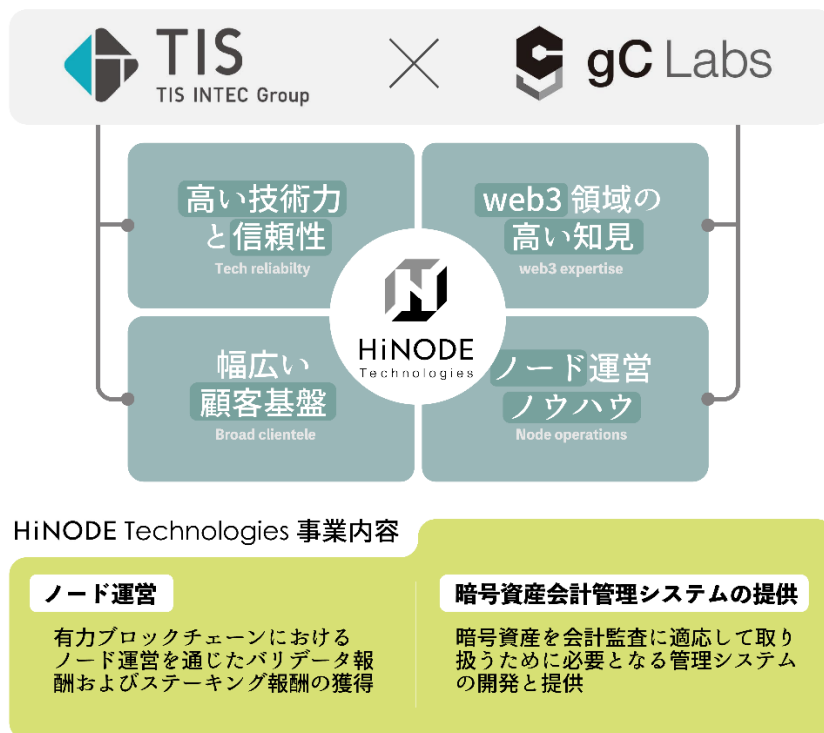 TIS
TIS INTEC Group
×
gC Labs
高い技術力
と信頼性
Tech reliabilty
web3 領域の
高い知見
web3 expertise
HiNODE
Technologies
幅広い
顧客基盤
Broad clientele
ノード運営
ノウハウ
Node operations
HiNODE Technologies 事業内容
ノード運営
有力ブロックチェーンにおける
ノード運営を通じたバリデータ報
酬およびステーキング報酬の獲得
暗号資産会計管理システムの提供
暗号資産を会計監査に適応して取り
扱うために必要となる管理システム
の開発と提供